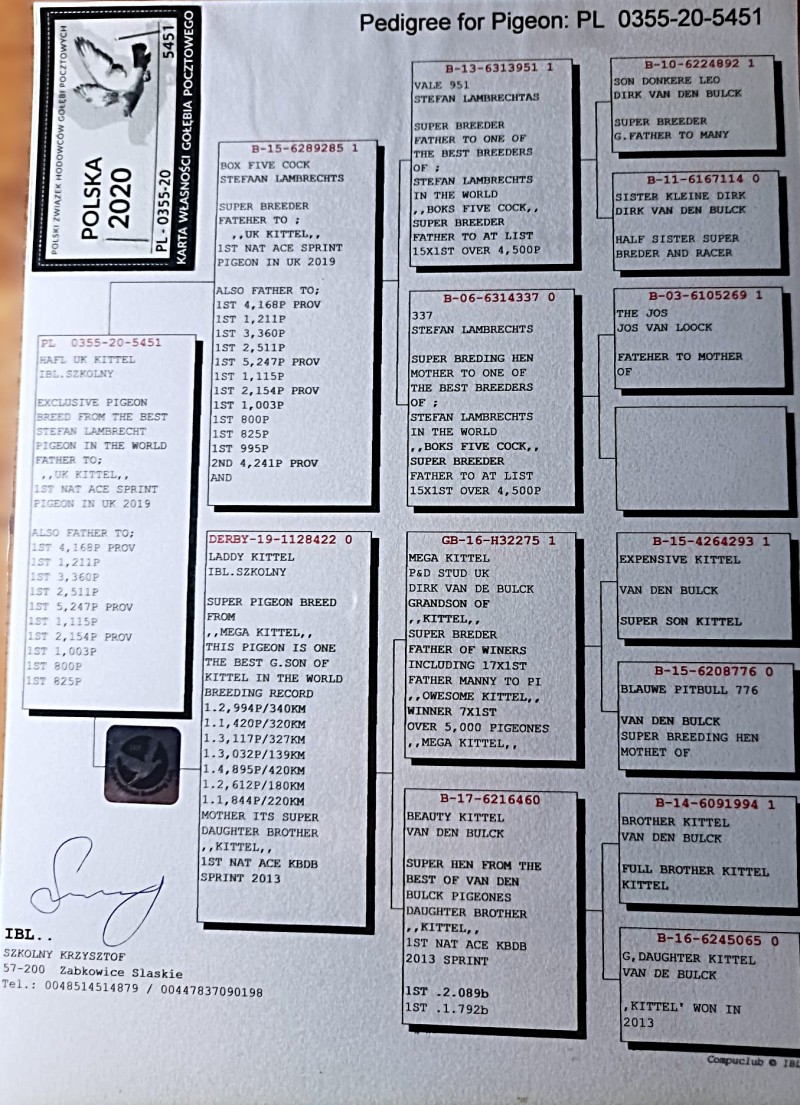 Pedigree for Pigeon: PL 0355-20-5451
POLSKI ZWIĄZEK HODOWCÓW GOŁĘBI POCZTOWYCH
POLSKA
2020
PL - 0355-20
5451
KARTA WŁASNOŚCI GOŁĘBIA POCZTOWEGO
PL 0355-20-5451
HAFL UK KITTEL
IBL.SZKOLNY
EXCLUSIVE PIGEON
BREED FROM THE BEST
STEFAN LAMBRECHT
PIGEON IN THE WORLD
FATHER TO;
,,UK KITTEL,,
1ST NAT ACE SPRINT
PIGEON IN UK 2019
ALSO FATHER TO;
1ST 4,168P PROV
1ST 1,211P
1ST 3,360P
1ST 2,511P
1ST 5,247P PROV
1ST 1,115P
1ST 2,154P PROV
1ST 1,003P
1ST 800P
1ST 825P
B-15-6289285 1
BOX FIVE COCK
STEFAAN LAMBRECHTS
SUPER BREEDER
FATEHER TO ;
,,UK KITTEL,,
1ST NAT ACE SPRINT
PIGEON IN UK 2019
ALSO FATHER TO;
1ST 4,168P PROV
1ST 1,211P
1ST 3,360P
1ST 2,511P
1ST 5,247P PROV
1ST 1,115P
1ST 2,154P PROV
1ST 1,003P
1ST 800P
1ST 825P
1ST 995P
2ND 4,241P PROV
AND
DERBY-19-1128422 0
LADDY KITTEL
IBL.SZKOLNY
SUPER PIGEON BREED
FROM
,,MEGA KITTEL,,
THIS PIGEON IS ONE
THE BEST G.SON OF
KITTEL IN THE WORLD
BREEDING RECORD
1.2,994P/340KM
1.1,420P/320KM
1.3,117P/327KM
1.3,032P/139KM
1.4,895P/420KM
1.2,612P/180KM
1.1,844P/220KM
MOTHER ITS SUPER
DAUGHTER BROTHER
,,KITTEL,,
1ST NAT ACE KBDB
SPRINT 2013
B-13-6313951 1
VALE 951
STEFAN LAMBRECHTAS
SUPER BREEDER
FATHER TO ONE OF
THE BEST BREEDERS
OF ;
STEFAN LAMBRECHTS
IN THE WORLD
,,BOKS FIVE COCK,,
SUPER BREEDER
FATHER TO AT LIST
15X1ST OVER 4,500P
B-06-6314337 0
337
STEFAN LAMBRECHTS
SUPER BREDING HEN
MOTHER TO ONE OF
THE BEST BREEDERS
OF ;
STEFAN LAMBRECHTS
IN THE WORLD
,,BOKS FIVE COCK,,
SUPER BREEDER
FATHER TO AT LIST
15X1ST OVER 4,500P
GB-16-H32275 1
MEGA KITTEL
P&D STUD UK
DIRK VAN DE BULCK
GRANDSON OF
,,KITTEL,,
SUPER BREDER
FATHER OF WINERS
INCLUDING 17X1ST
FATHER MANNY TO PI
,,OWESOME KITTEL,,
WINNER 7X1ST
OVER 5,000 PIGEONES
,,MEGA KITTEL,,
B-17-6216460
BEAUTY KITTEL
VAN DEN BULCK
SUPER HEN FROM THE
BEST OF VAN DEN
BULCK PIGEONES
DAUGHTER BROTHER
,,KITTEL,,
1ST NAT ACE KBDB
2013 SPRINT
1ST .2.089b
1ST .1.792b
B-10-6224892 1
SON DONKERE LEO
DIRK VAN DEN BULCK
SUPER BREEDER
G.FATHER TO MANY
B-11-6167114 0
SISTER KLEINE DIRK
DIRK VAN DEN BULCK
HALF SISTER SUPER
BREDER AND RACER
B-03-6105269 1
THE JOS
JOS VAN LOOCK
FATEHER TO MOTHER
OF
B-15-4264293 1
EXPENSIVE KITTEL
VAN DEN BULCK
SUPER SON KITTEL
B-15-6208776 0
BLAUWE PITBULL 776
VAN DEN BULCK
SUPER BREEDING HEN
MOTHET OF
B-14-6091994 1
BROTHER KITTEL
VAN DEN BULCK
FULL BROTHER KITTEL
KITTEL
B-16-6245065 0
G,DAUGHTER KITTEL
VAN DE BULCK
,KITTEL' WON IN
2013
IBL..
SZKOLNY KRZYSZTOF
57-200 Zabkowice Slaskie
Tel.: 0048514514879 / 00447837090198
Compuclub © IBL